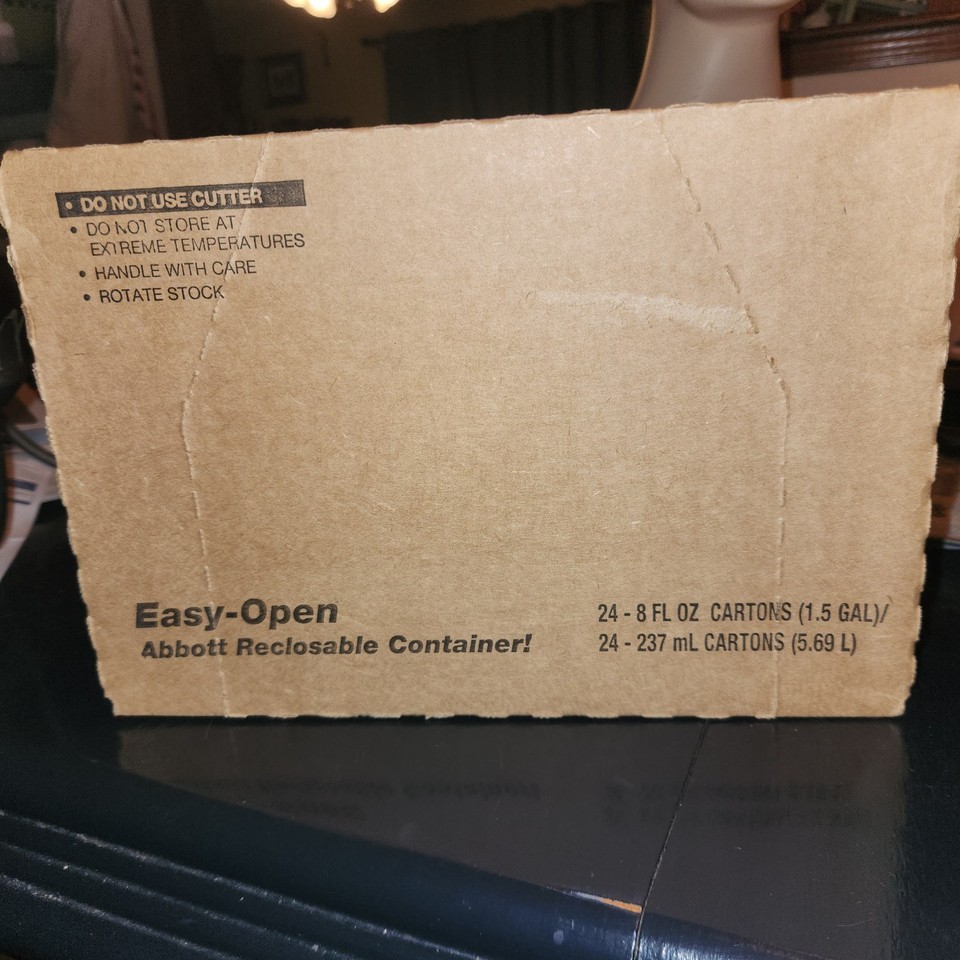 • DO NOT USE CUTTER
• DO NOT STORE AT
EXTREME TEMPERATURES
• HANDLE WITH CARE
• ROTATE STOCK
Easy-Open
Abbott Reclosable Container!
24 - 8 FL OZ CARTONS (1.5 GAL)/
24 - 237 mL CARTONS (5.69 L)